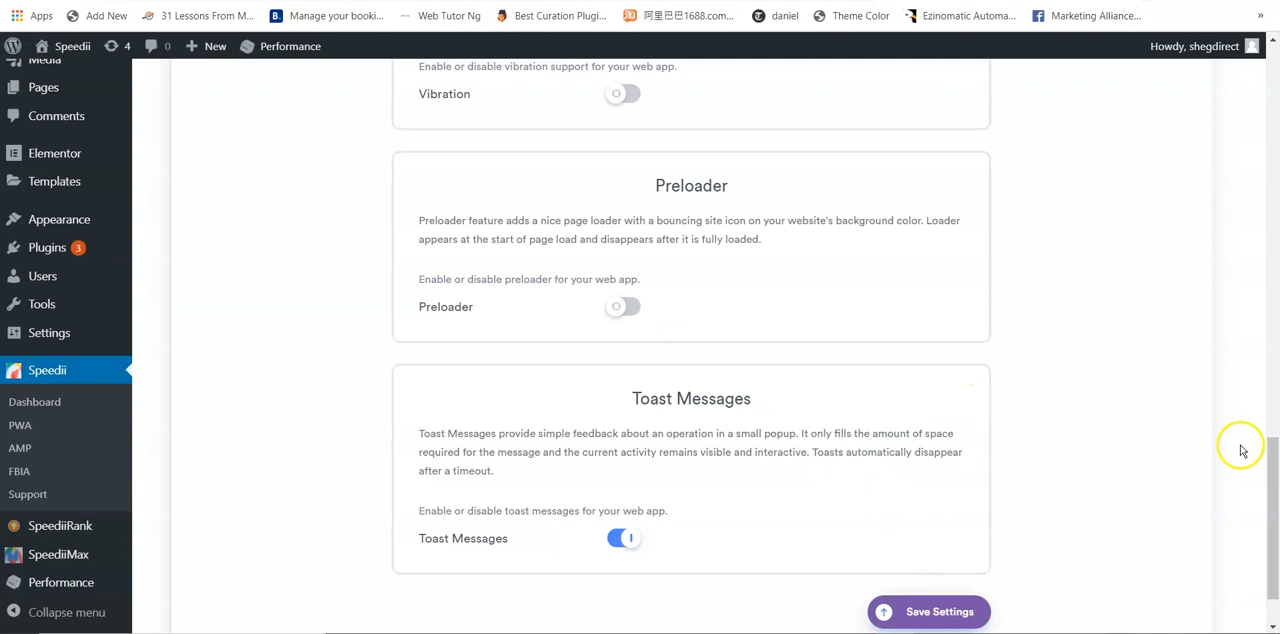 Apps Add New 31 Lessons From M... Manage your booki... Web Tutor Ng Best Curation Plugi... 阿里巴巴1688.com... daniel Theme Color Ezinomatic Automa... Marketing Alliance... »
Speedii 4 0 New Performance Howdy, shegdirect
Media
Pages
Comments
Elementor
Templates
Appearance
Plugins 3
Users
Tools
Settings
Speedii
Dashboard
PWA
AMP
FBIA
Support
SpeediiRank
SpeediiMax
Performance
Collapse menu
Enable or disable vibration support for your web app.
Vibration
Preloader
Preloader feature adds a nice page loader with a bouncing site icon on your website's background color. Loader
appears at the start of page load and disappears after it is fully loaded.
Enable or disable preloader for your web app.
Preloader
Toast Messages
Toast Messages provide simple feedback about an operation in a small popup. It only fills the amount of space
required for the message and the current activity remains visible and interactive. Toasts automatically disappear
after a timeout.
Enable or disable toast messages for your web app.
Toast Messages
Save Settings